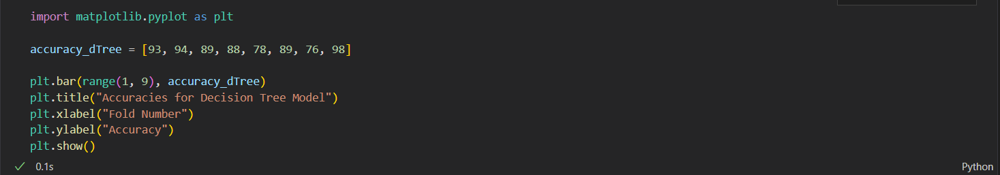 import matplotlib.pyplot as plt
accuracy_dTree = [93, 94, 89, 88, 78, 89, 76, 98]
plt.bar(range(1, 9), accuracy_dTree)
plt.title("Accuracies for Decision Tree Model")
plt.xlabel("Fold Number")
plt.ylabel("Accuracy")
plt.show()
0.1s
Python